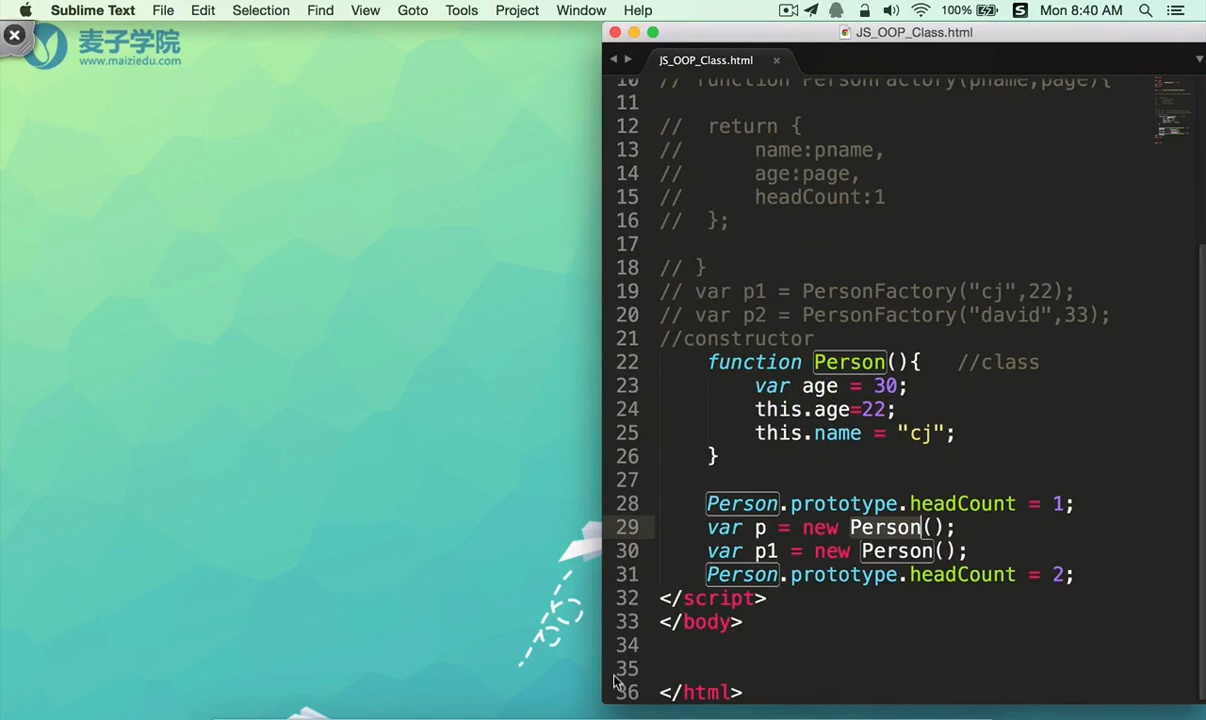 Sublime Text File Edit Selection Find View Goto Tools Project Window Help 100% S Mon 8:40 AM
麦子学院
www.maiziedu.com
JS_OOP_Class.html
JS_OOP_Class.html
10 // function PersonFactory(pname,page){
11
12 // return {
13 // name:pname,
14 // age:page,
15 // headCount:1
16 // };
17
18 // }
19 // var p1 = PersonFactory("cj",22);
20 // var p2 = PersonFactory("david",33);
21 //constructor
22 function Person(){ //class
23 var age = 30;
24 this.age=22;
25 this.name = "cj";
26 }
27
28 Person.prototype.headCount = 1;
29 var p = new Person();
30 var p1 = new Person();
31 Person.prototype.headCount = 2;
32 </script>
33 </body>
34
35
36 </html>